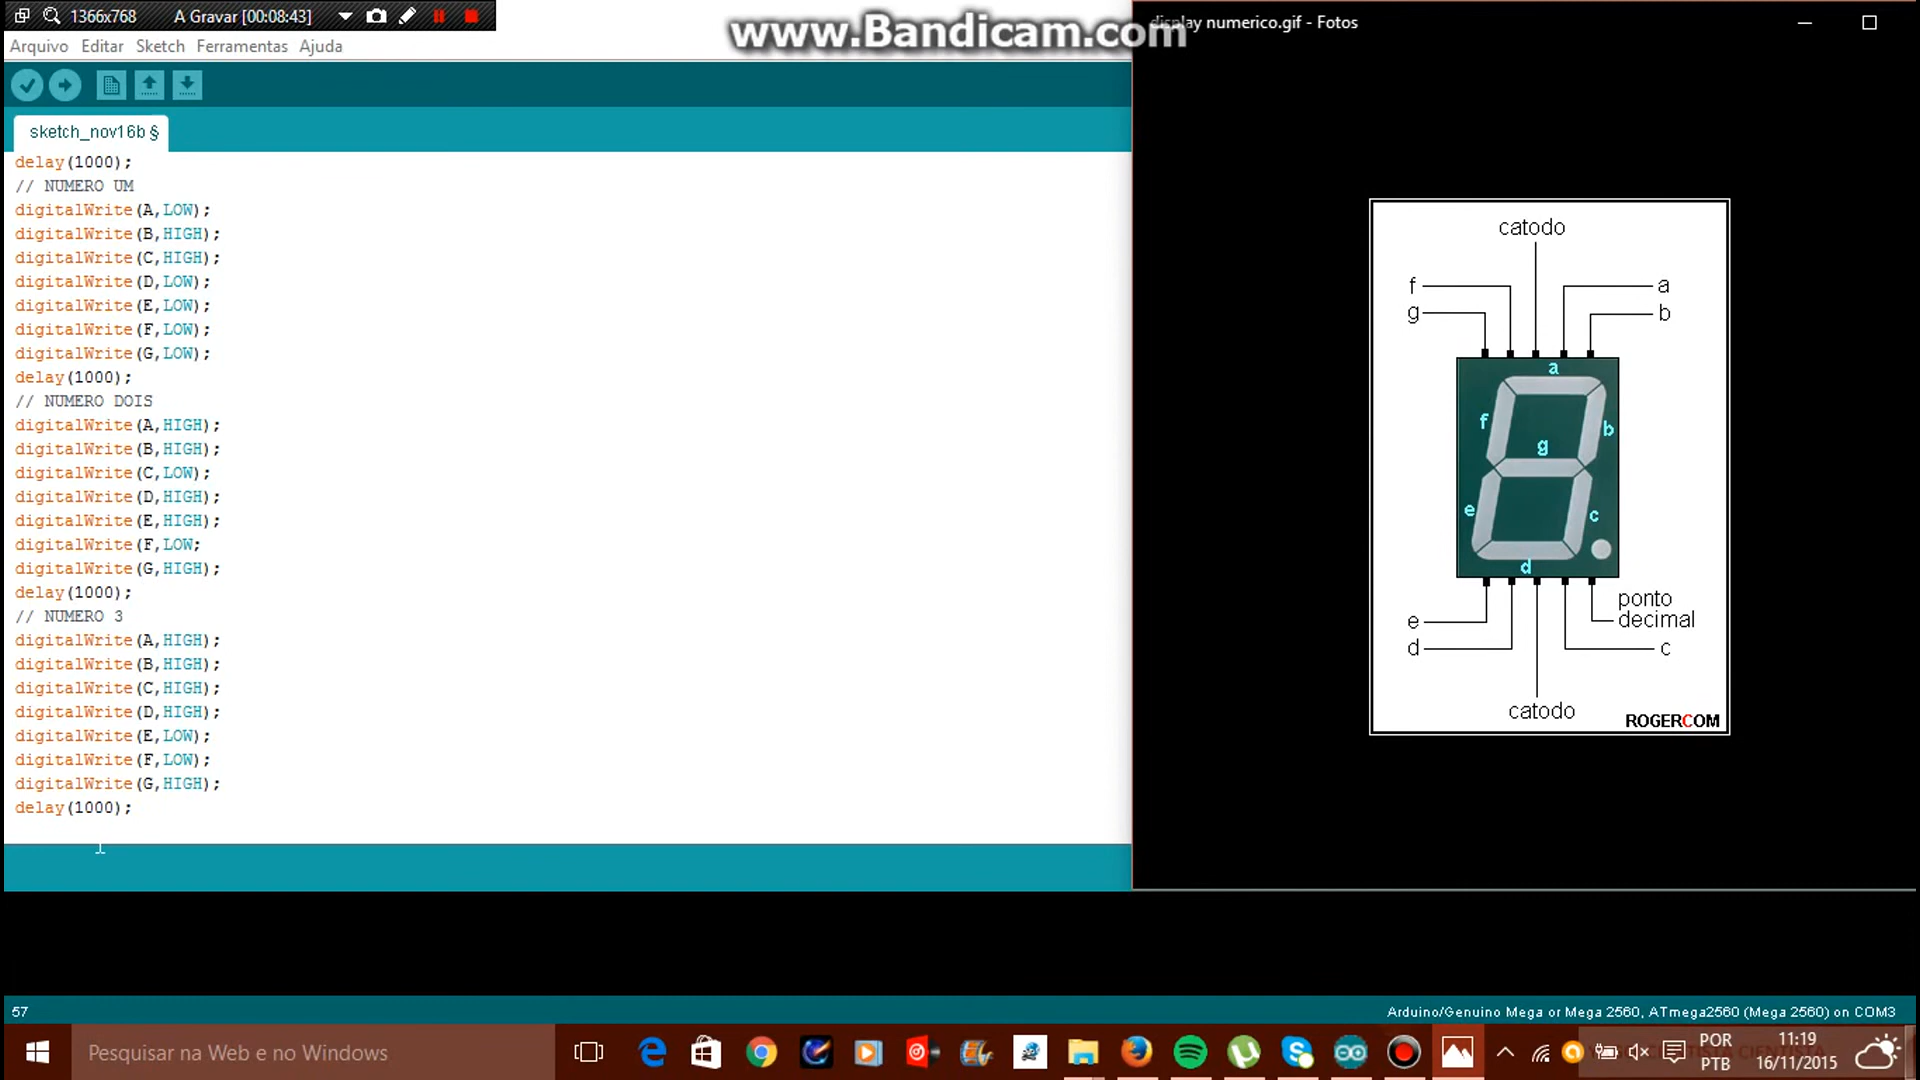 1366x768 A Gravar [00:08:43]
www.Bandicam.com
display numerico.gif - Fotos
Arquivo Editar Sketch Ferramentas Ajuda
sketch_nov16b §
delay(1000);
// NUMERO UM
digitalWrite(A,LOW);
digitalWrite(B,HIGH);
digitalWrite(C,HIGH);
digitalWrite(D,LOW);
digitalWrite(E,LOW);
digitalWrite(F,LOW);
digitalWrite(G,LOW);
delay(1000);
// NUMERO DOIS
digitalWrite(A,HIGH);
digitalWrite(B,HIGH);
digitalWrite(C,LOW);
digitalWrite(D,HIGH);
digitalWrite(E,HIGH);
digitalWrite(F,LOW;
digitalWrite(G,HIGH);
delay(1000);
// NUMERO 3
digitalWrite(A,HIGH);
digitalWrite(B,HIGH);
digitalWrite(C,HIGH);
digitalWrite(D,HIGH);
digitalWrite(E,LOW);
digitalWrite(F,LOW);
digitalWrite(G,HIGH);
delay(1000);
catodo
f a
g b
a
f b
g
e c
d
ponto
e decimal
d c
catodo
ROGERCOM
57
Arduino/Genuino Mega or Mega 2560, ATmega2560 (Mega 2560) on COM3
Pesquisar na Web e no Windows
POR
PTB
11:19
16/11/2015